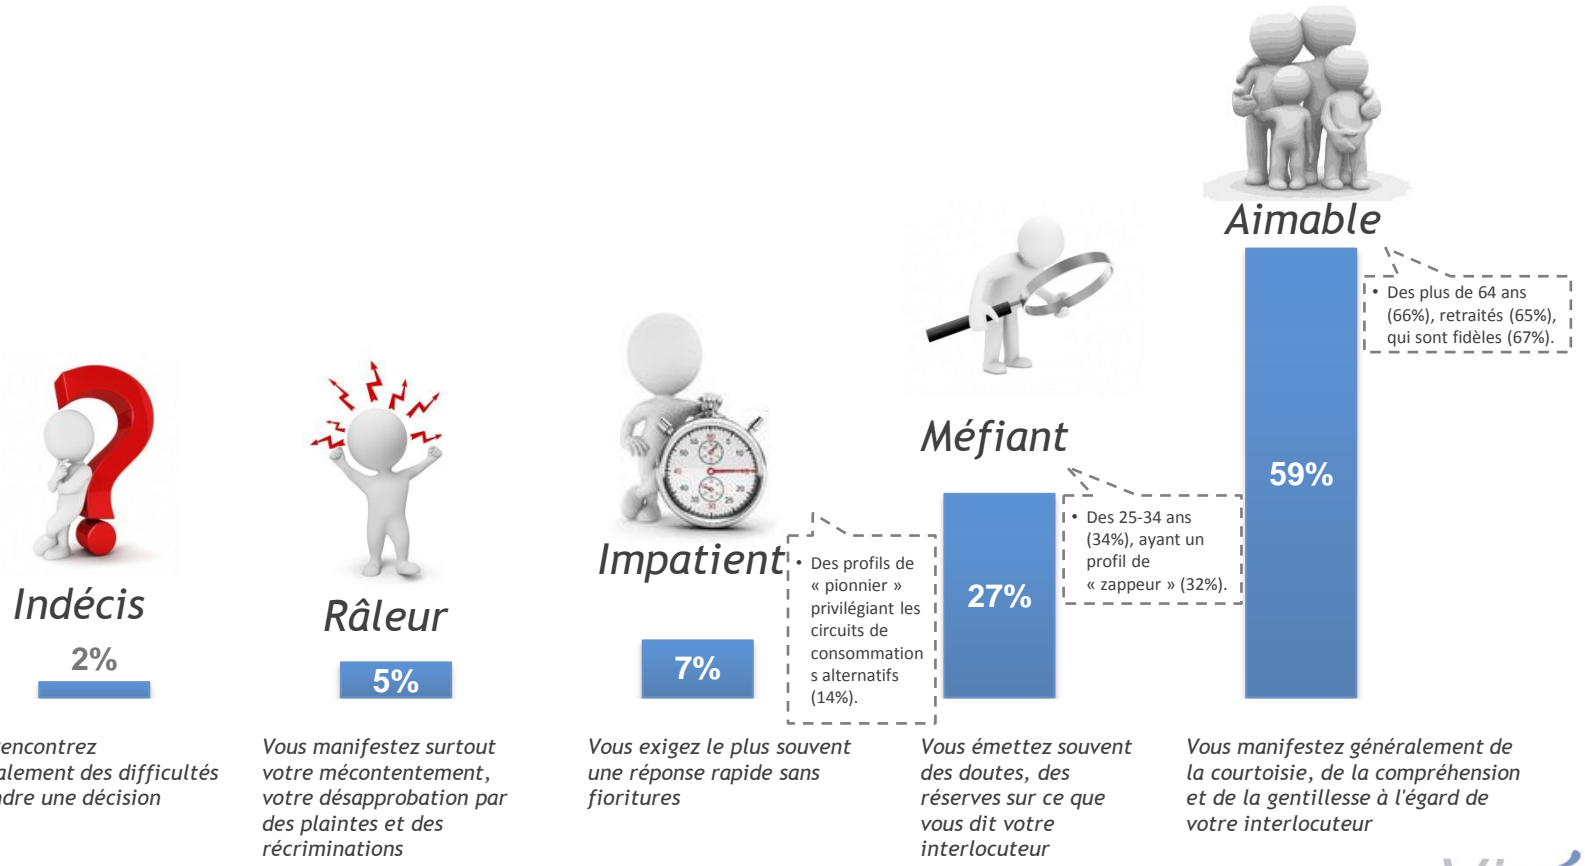 Aimable
• Des plus de 64 ans
(66%), retraités (65%),
qui sont fidèles (67%).
59%
Méfiant
• Des 25-34 ans
(34%), ayant un
profil de
« zappeur » (32%).
27%
Impatient
• Des profils de
« pionnier »
privilégiant les
circuits de
consommation
s alternatifs
(14%).
7%
Râleur
5%
Indécis
2%
des difficultés
une décision
Vous manifestez surtout
votre mécontentement,
votre désapprobation par
des plaintes et des
récriminations
Vous exigez le plus souvent
une réponse rapide sans
fioritures
Vous émettez souvent
des doutes, des
réserves sur ce que
vous dit votre
interlocuteur
Vous manifestez généralement de
la courtoisie, de la compréhension
et de la gentillesse à l'égard de
votre interlocuteur